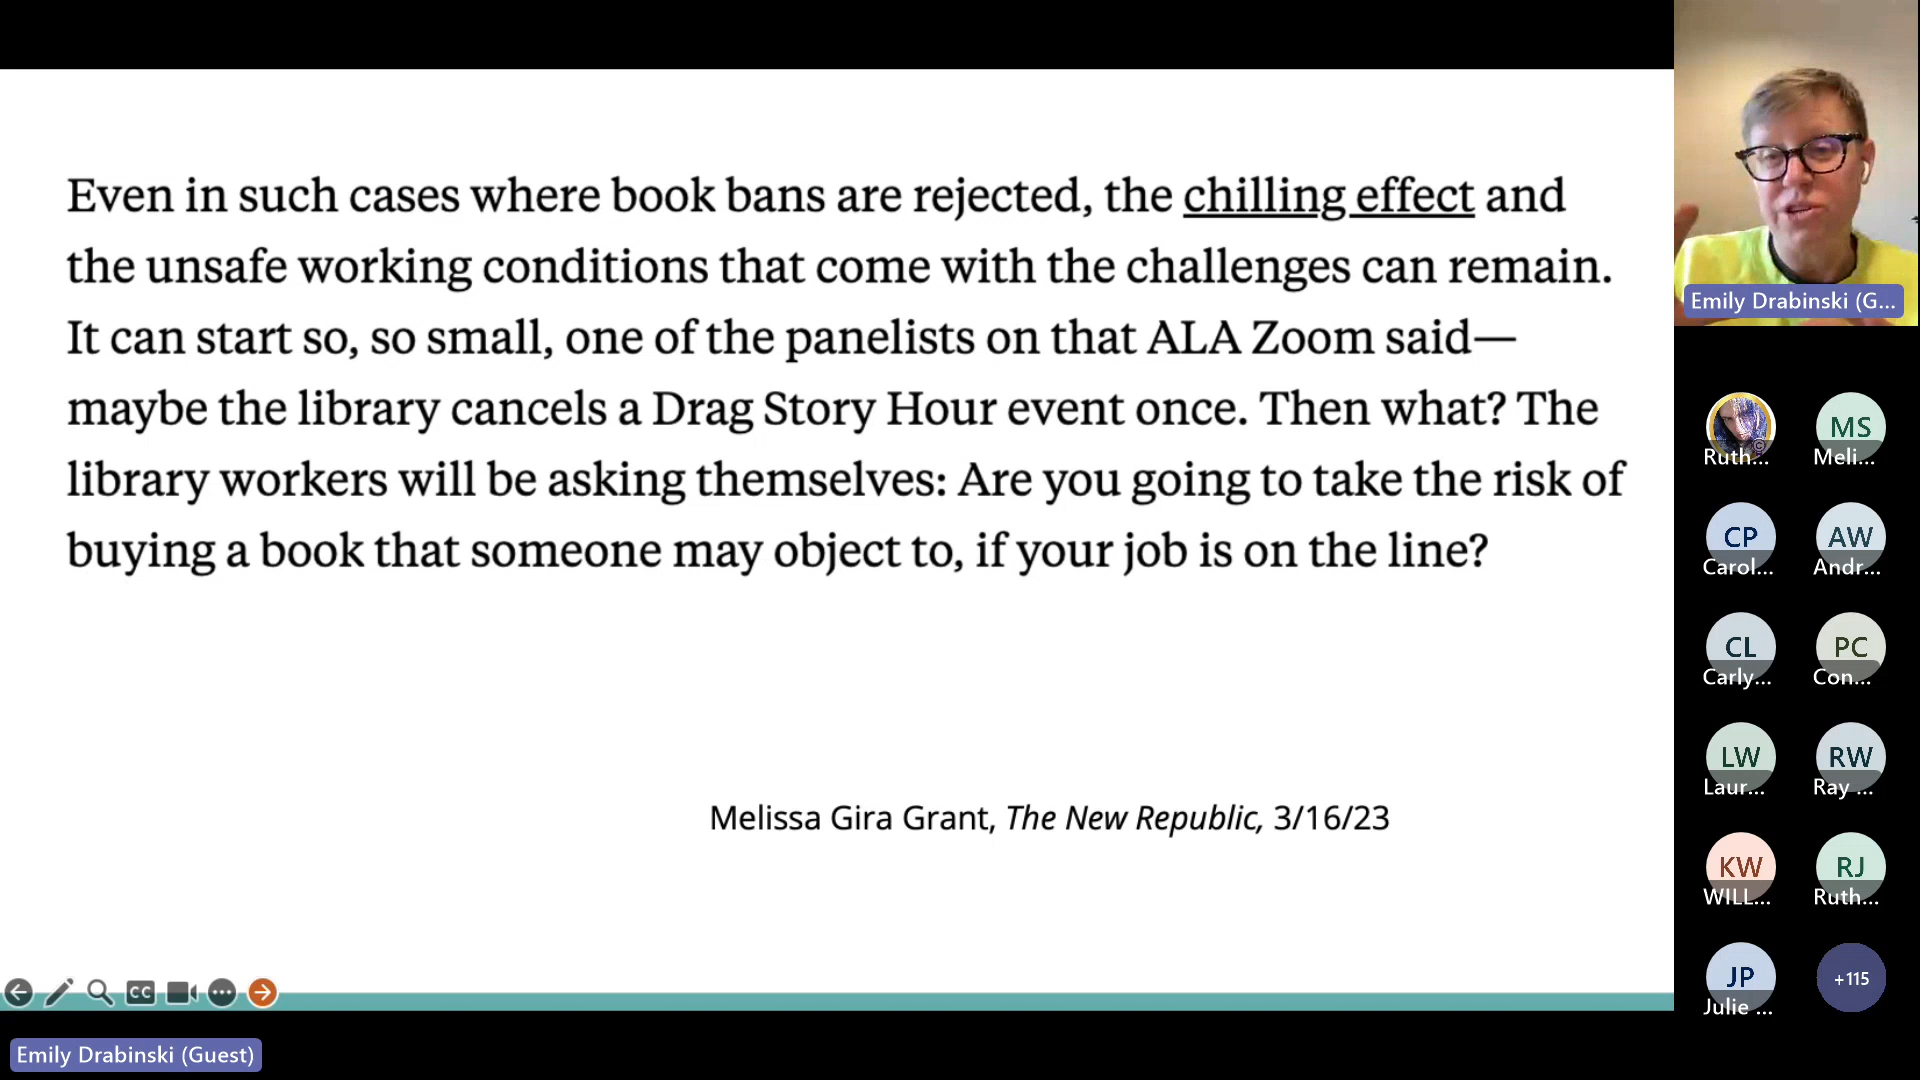 Even in such cases where book bans are rejected, the chilling effect and
the unsafe working conditions that come with the challenges can remain.
It can start so, so small, one of the panelists on that ALA Zoom said—
maybe the library cancels a Drag Story Hour event once. Then what? The
library workers will be asking themselves: Are you going to take the risk of
buying a book that someone may object to, if your job is on the line?
Melissa Gira Grant, The New Republic, 3/16/23
CC
Emily Drabinski (Guest)
Emily Drabinski (G...
Ruth...
MS
Meli...
CP
Carol...
AW
Andr...
CL
Carly...
PC
Con...
LW
Laur...
RW
Ray ...
KW
WILL...
RJ
Ruth...
JP
Julie ...
+115